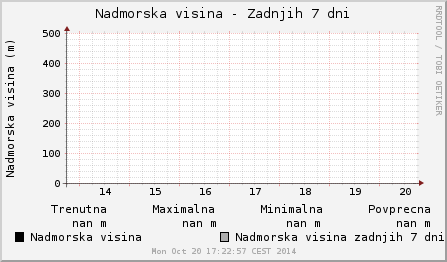 Nadmorska visina - Zadnjih 7 dni
RRDTOOL / TOBI OETIKER
Nadmorska visina (m)
500
400
300
200
100
0
14 15 16 17 18 19 20
Trenutna Maksimalna Minimalna Povprecna
nan m nan m nan m nan m
Nadmorska visina Nadmorska visina zadnjih 7 dni
Mon Oct 20 17:22:57 CEST 2014